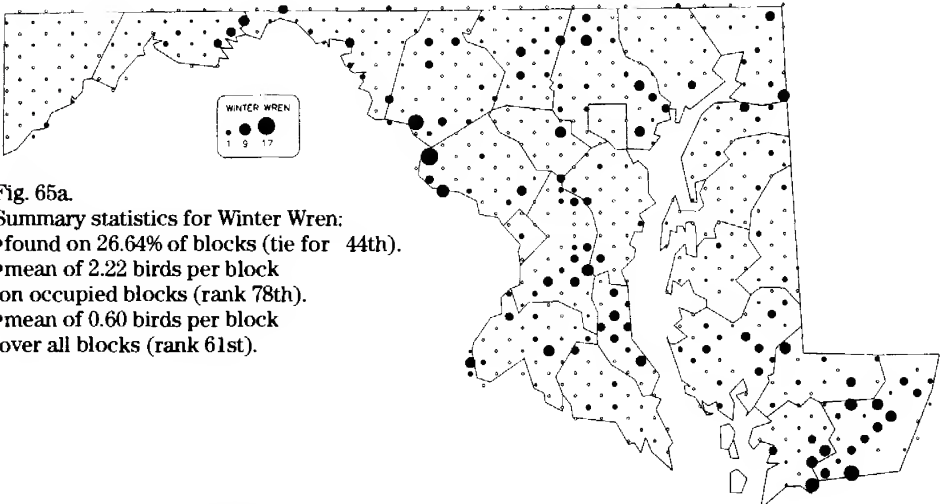 WINTER WREN
1 9 17
Fig. 65a.
Summary statistics for Winter Wren:
•found on 26.64% of blocks (tie for 44th).
•mean of 2.22 birds per block
on occupied blocks (rank 78th).
•mean of 0.60 birds per block
over all blocks (rank 61st).